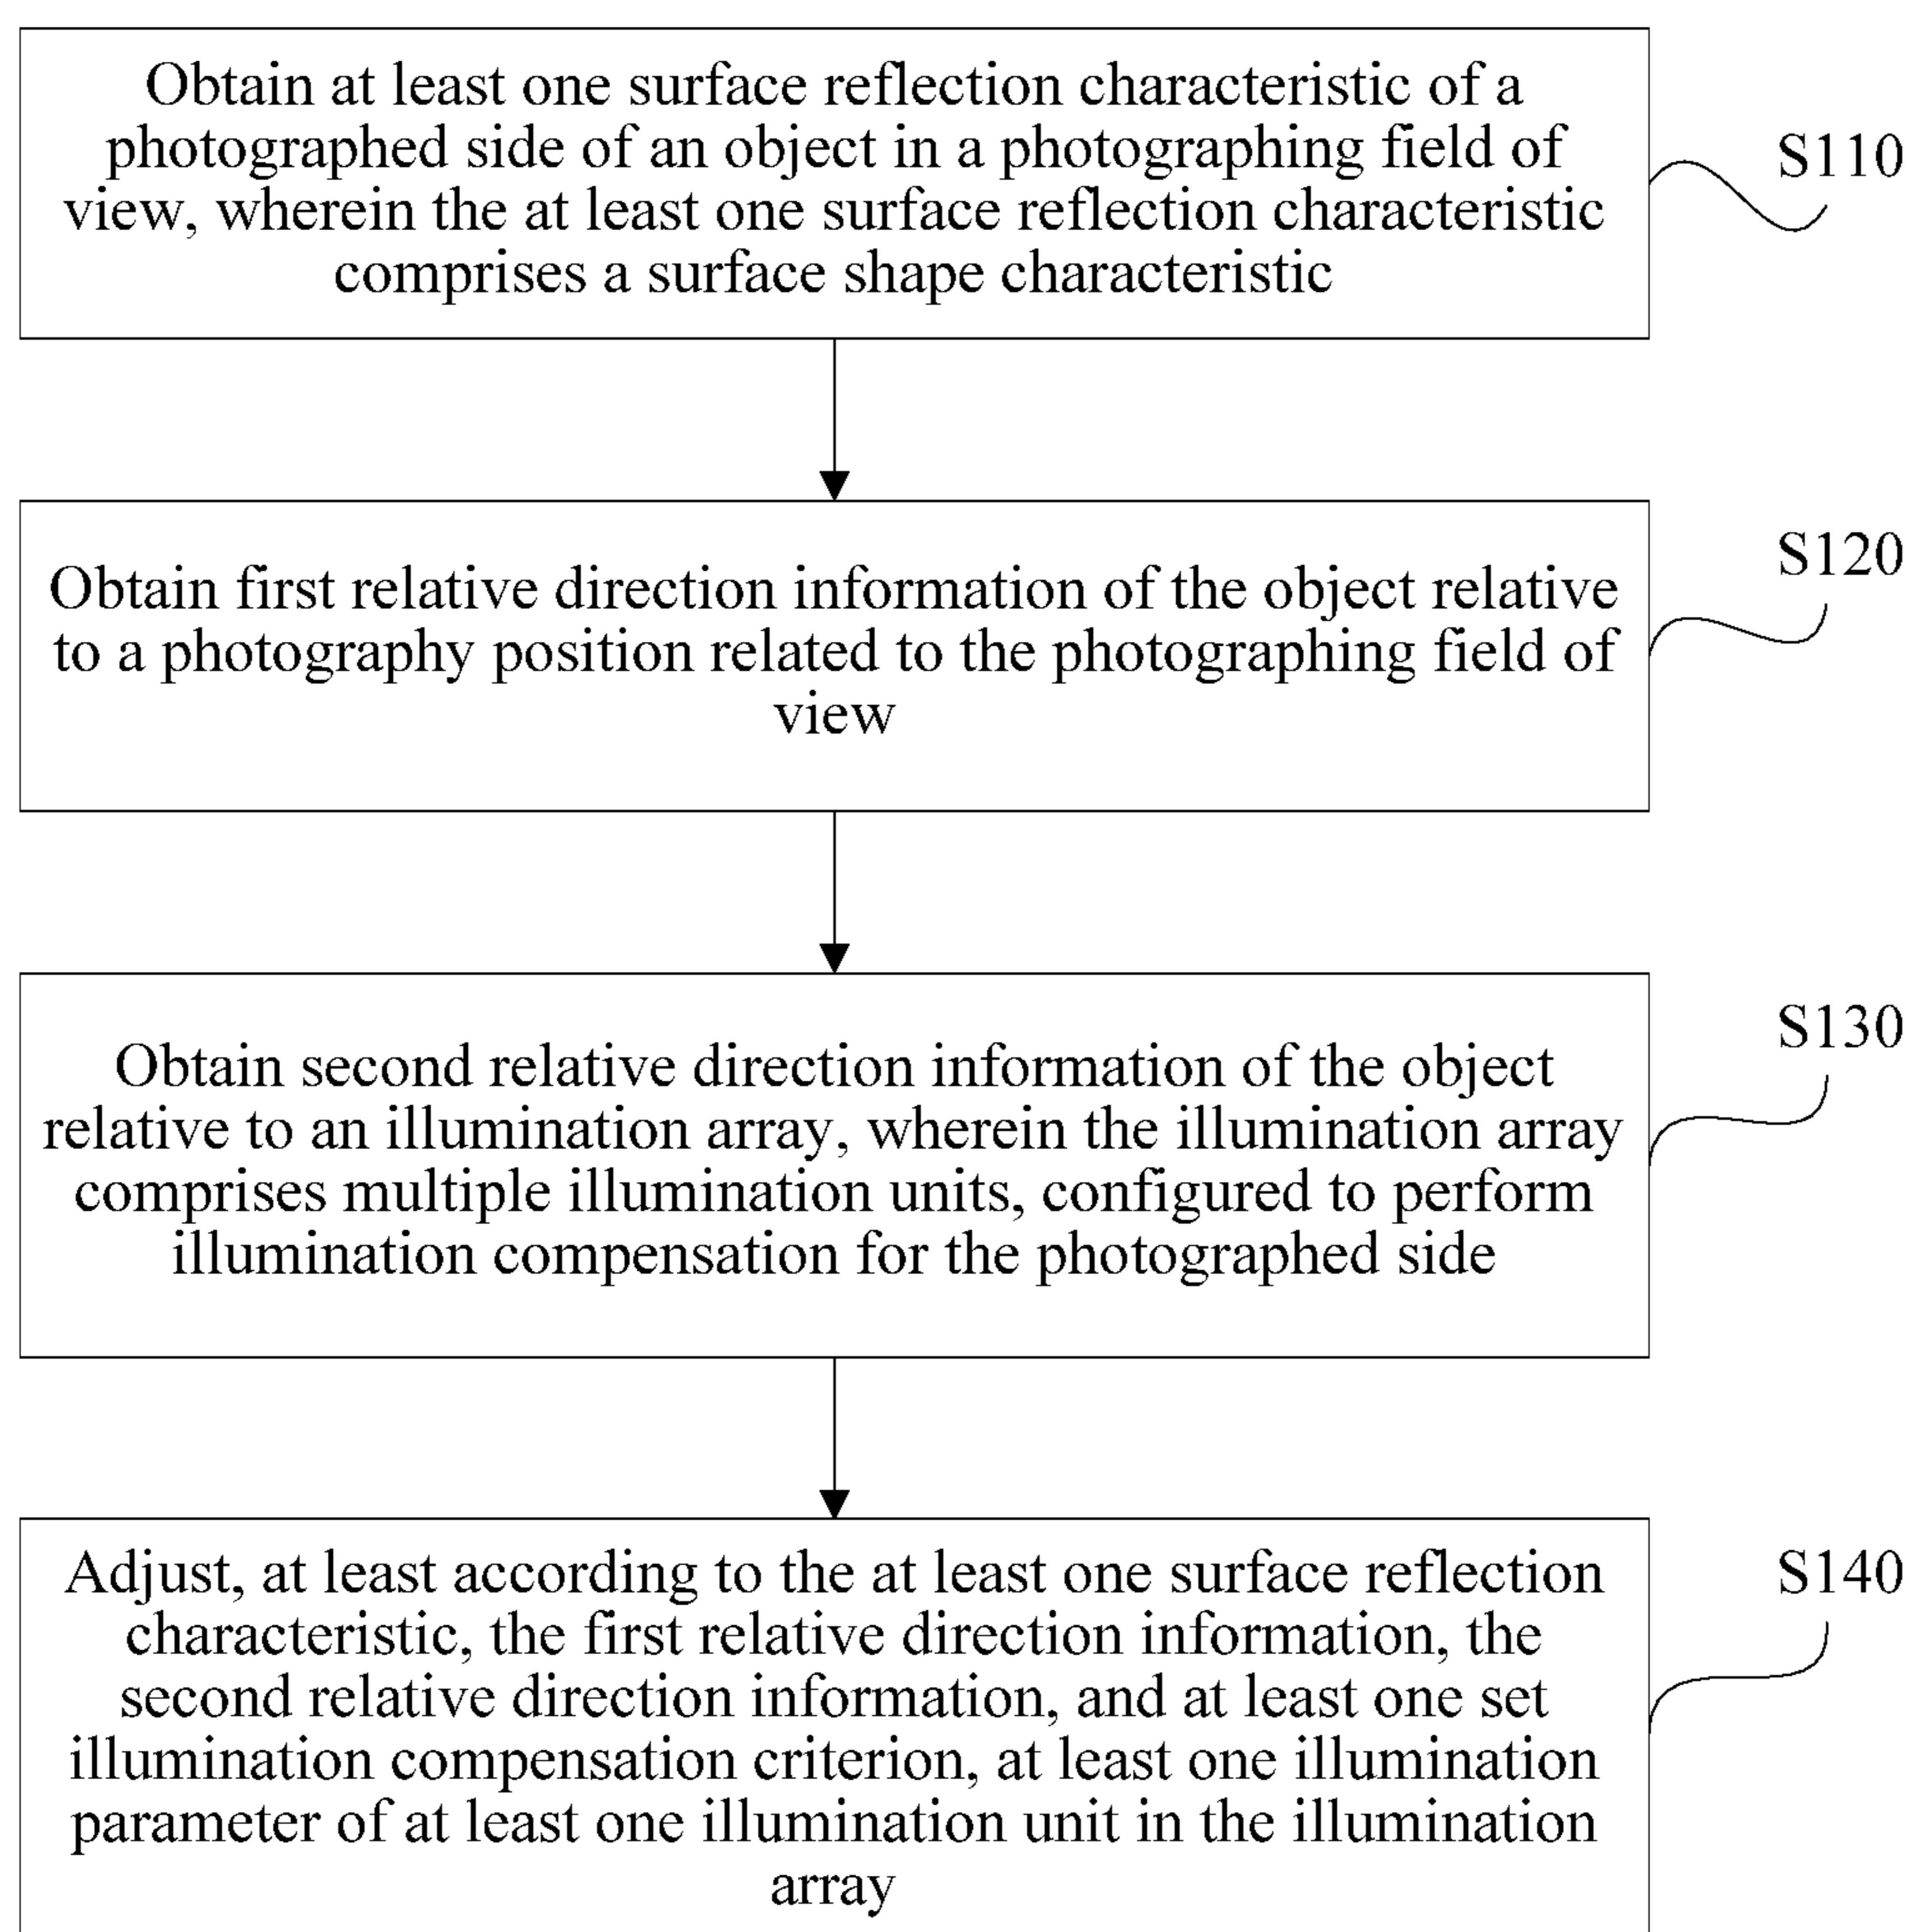 Obtain at least one surface reflection characteristic of a
photographed side of an object in a photographing field of
view, wherein the at least one surface reflection characteristic
comprises a surface shape characteristic
S110
Obtain first relative direction information of the object relative
to a photography position related to the photographing field of
view
S120
Obtain second relative direction information of the object
relative to an illumination array, wherein the illumination array
comprises multiple illumination units, configured to perform
illumination compensation for the photographed side
S130
Adjust, at least according to the at least one surface reflection
characteristic, the first relative direction information, the
second relative direction information, and at least one set
illumination compensation criterion, at least one illumination
parameter of at least one illumination unit in the illumination
array
S140